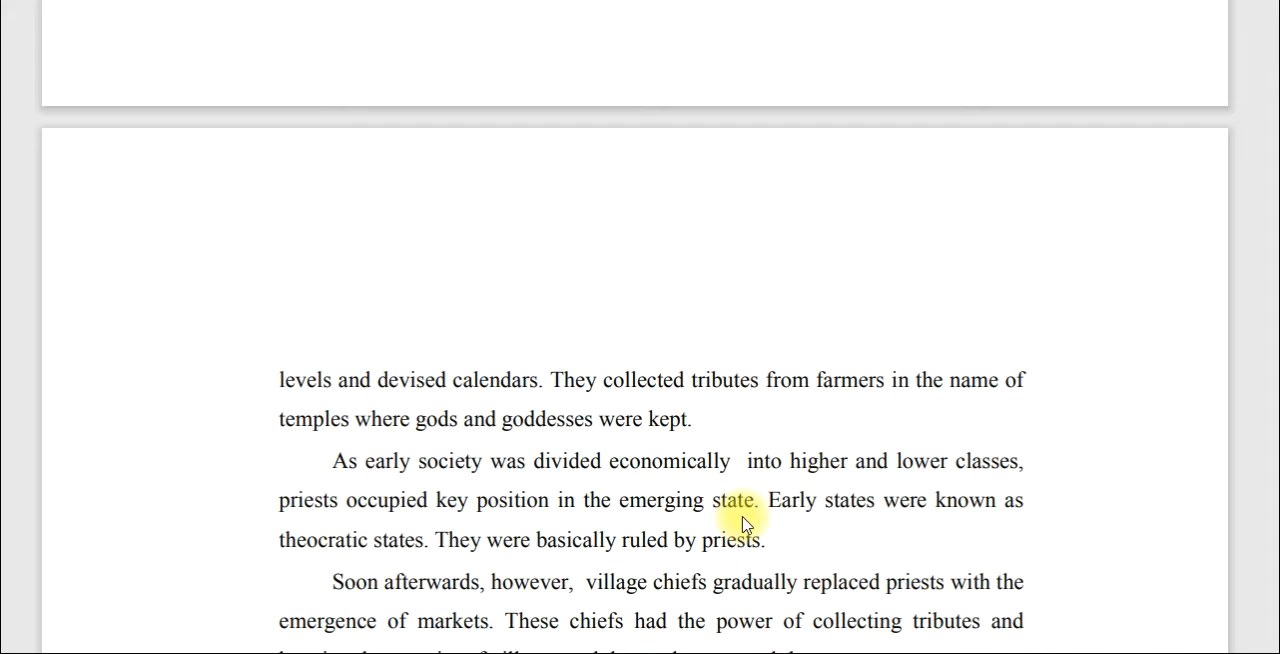 levels and devised calendars. They collected tributes from farmers in the name of
temples where gods and goddesses were kept.
As early society was divided economically  into higher and lower classes,
priests occupied key position in the emerging state. Early states were known as
theocratic states. They were basically ruled by priests.
Soon afterwards, however,  village chiefs gradually replaced priests with the
emergence of markets. These chiefs had the power of collecting tributes and